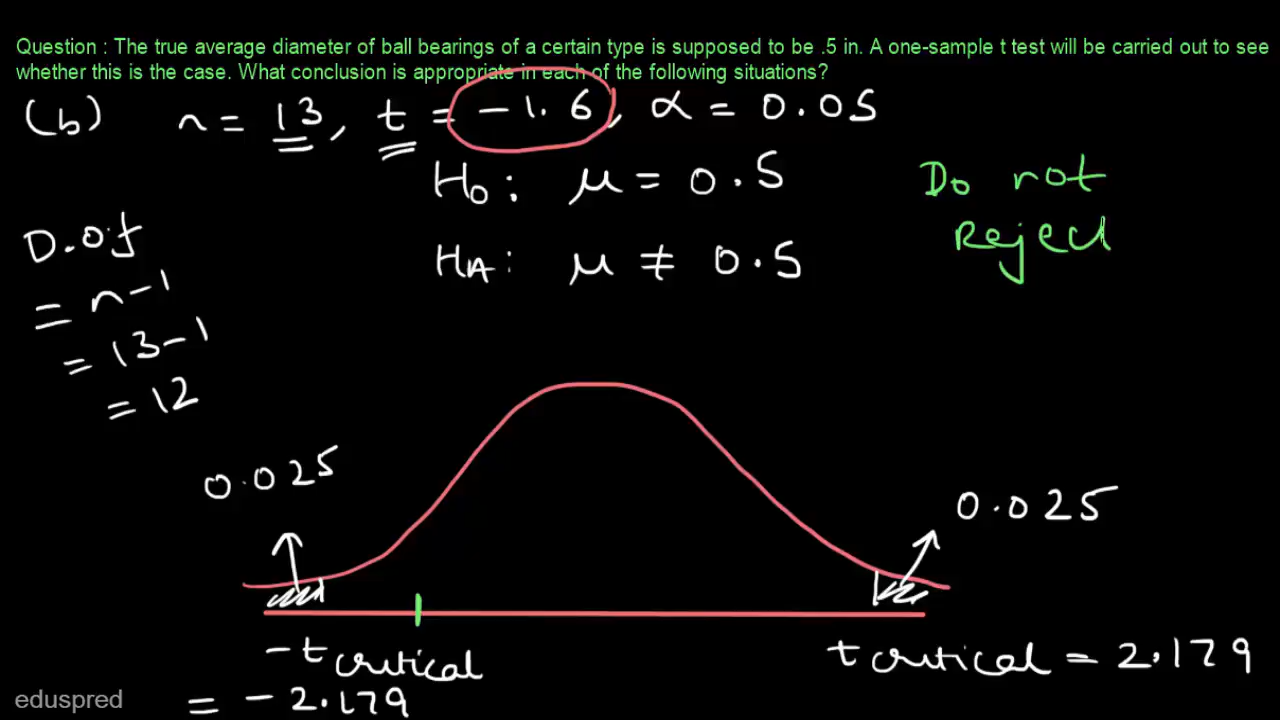 Question : The true average diameter of ball bearings of a certain type is supposed to be .5 in. A one-sample t test will be carried out to see
whether this is the case. What conclusion is appropriate in each of the following situations?
(b) n = 13, t = -1.6, α = 0.05
H0: μ = 0.5
HA: μ ≠ 0.5
Do not
Reject
D.o.f
= n-1
= 13-1
= 12
0.025
0.025
-t critical
= -2.179
t critical = 2.179
eduspred